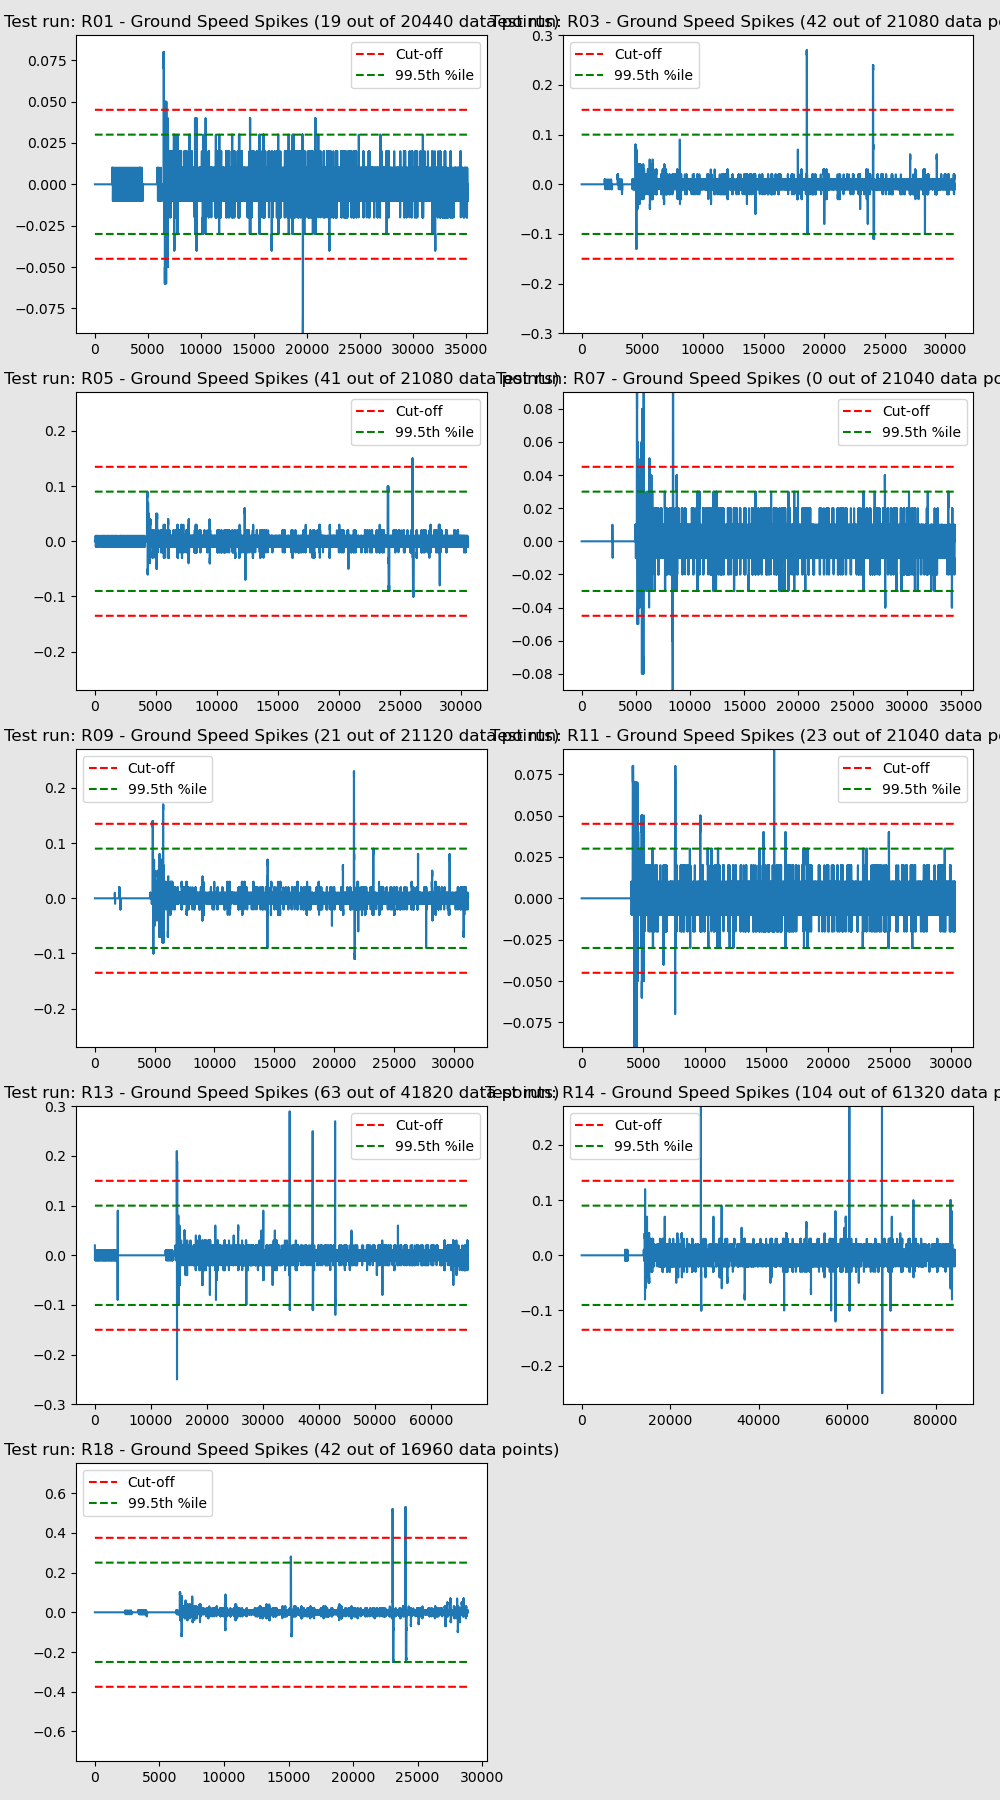 Test run: R01 - Ground Speed Spikes (19 out of 20440 data points)
0.075
0.050
0.025
0.000
−0.025
−0.050
−0.075
Cut-off
99.5th %ile
0 5000 10000 15000 20000 25000 30000 35000
Test run: R03 - Ground Speed Spikes (42 out of 21080 data po
0.3
0.2
0.1
0.0
−0.1
−0.2
−0.3
Cut-off
99.5th %ile
0 5000 10000 15000 20000 25000 30000
Test run: R05 - Ground Speed Spikes (41 out of 21080 data points)
0.2
0.1
0.0
−0.1
−0.2
Cut-off
99.5th %ile
0 5000 10000 15000 20000 25000 30000
Test run: R07 - Ground Speed Spikes (0 out of 21040 data po
0.08
0.06
0.04
0.02
0.00
−0.02
−0.04
−0.06
−0.08
Cut-off
99.5th %ile
0 5000 10000 15000 20000 25000 30000 35000
Test run: R09 - Ground Speed Spikes (21 out of 21120 data points)
0.2
0.1
0.0
−0.1
−0.2
Cut-off
99.5th %ile
0 5000 10000 15000 20000 25000 30000
Test run: R11 - Ground Speed Spikes (23 out of 21040 data po
0.075
0.050
0.025
0.000
−0.025
−0.050
−0.075
Cut-off
99.5th %ile
0 5000 10000 15000 20000 25000 30000
Test run: R13 - Ground Speed Spikes (63 out of 41820 data points)
0.3
0.2
0.1
0.0
−0.1
−0.2
−0.3
Cut-off
99.5th %ile
0 10000 20000 30000 40000 50000 60000
Test run: R14 - Ground Speed Spikes (104 out of 61320 data p
0.2
0.1
0.0
−0.1
−0.2
Cut-off
99.5th %ile
0 20000 40000 60000 80000
Test run: R18 - Ground Speed Spikes (42 out of 16960 data points)
0.6
0.4
0.2
0.0
−0.2
−0.4
−0.6
Cut-off
99.5th %ile
0 5000 10000 15000 20000 25000 30000